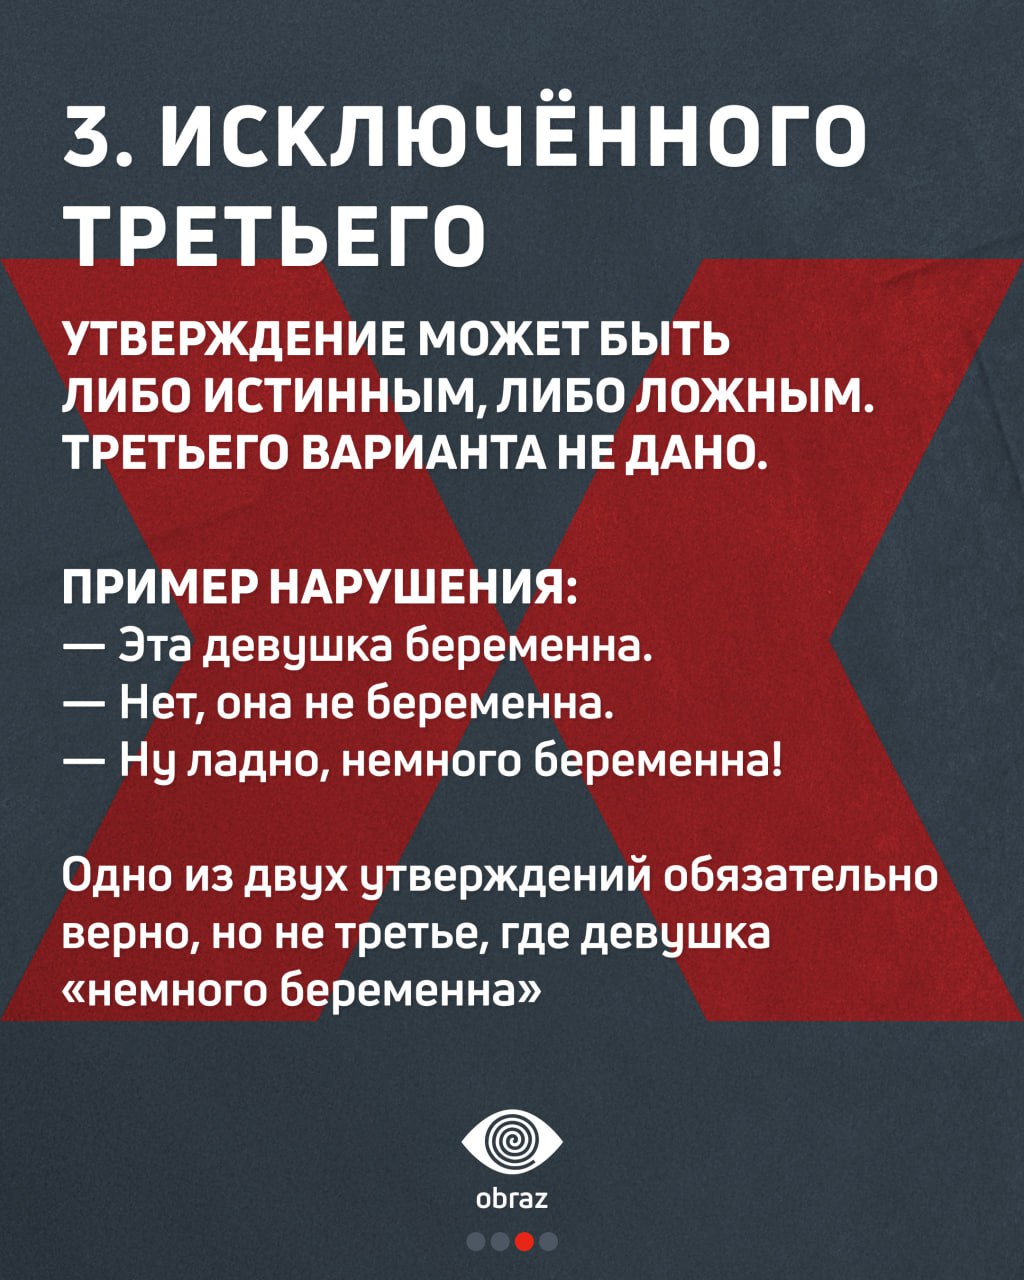 3. ИСКЛЮЧЁННОГО
ТРЕТЬЕГО
УТВЕРЖДЕНИЕ МОЖЕТ БЫТЬ
ЛИБО ИСТИННЫМ, ЛИБО ЛОЖНЫМ.
ТРЕТЬЕГО ВАРИАНТА НЕ ДАНО.
ПРИМЕР НАРУШЕНИЯ:
— Эта девушка беременна.
— Нет, она не беременна.
— Ну ладно, немного беременна!
Одно из двух утверждений обязательно
верно, но не третье, где девушка
«немного беременна»
obraz